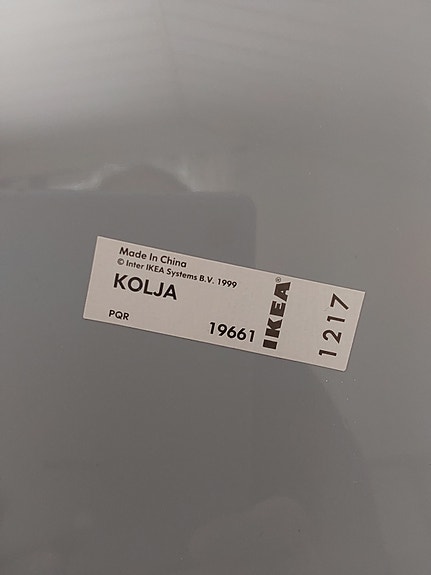 Made In China
© Inter IKEA Systems B.V. 1999
KOLJA
PQR
19661
IKEA®
1217